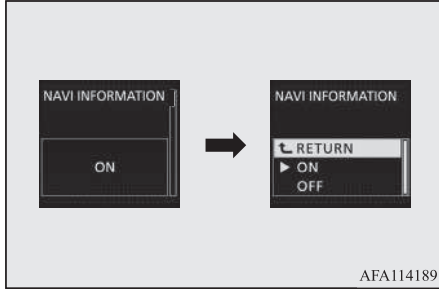 NAVI INFORMATION
ON
NAVI INFORMATION
RETURN
ON
OFF
AFA114189